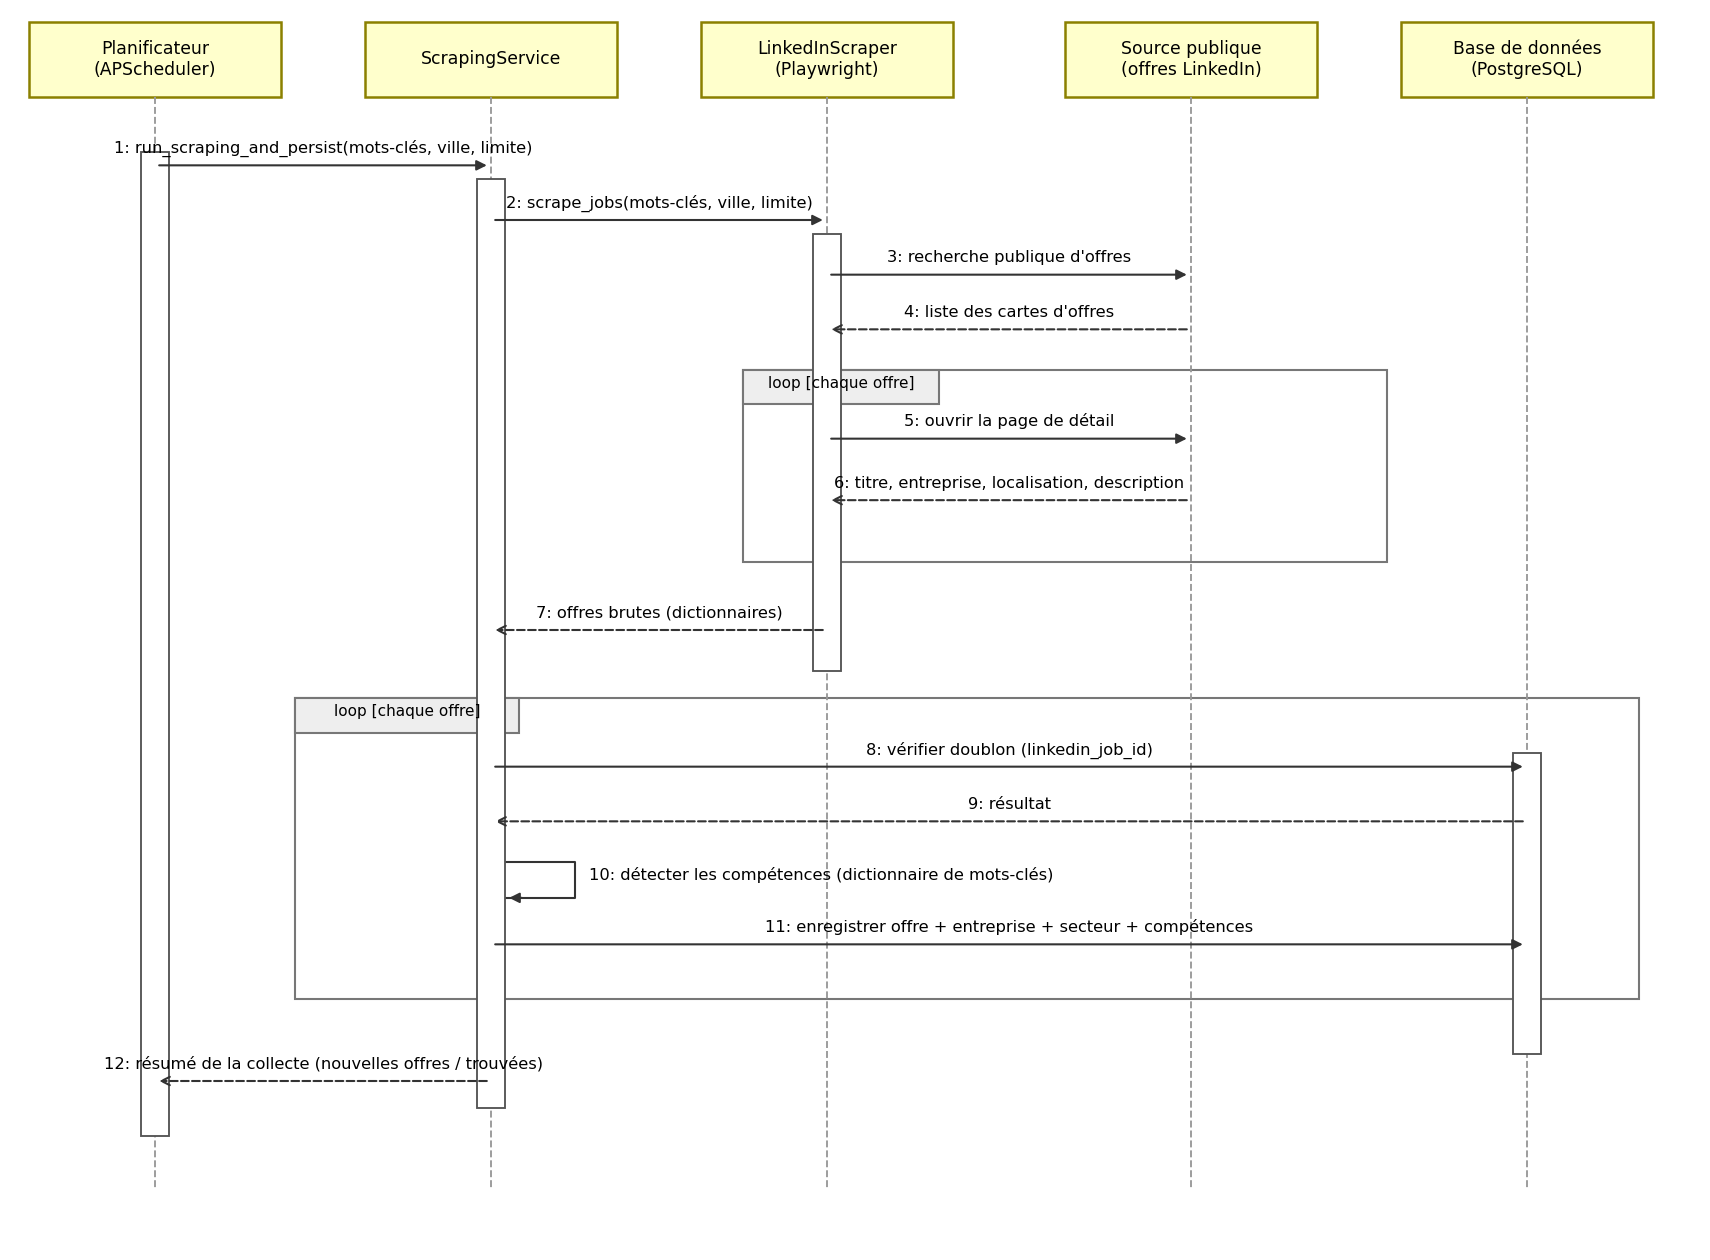 Planificateur
(APScheduler)
ScrapingService
LinkedInScraper
(Playwright)
Source publique
(offres LinkedIn)
Base de données
(PostgreSQL)
1: run_scraping_and_persist(mots-clés, ville, limite)
2: scrape_jobs(mots-clés, ville, limite)
3: recherche publique d'offres
4: liste des cartes d'offres
loop [chaque offre]
5: ouvrir la page de détail
6: titre, entreprise, localisation, description
7: offres brutes (dictionnaires)
loop [chaque offre]
8: vérifier doublon (linkedin_job_id)
9: résultat
10: détecter les compétences (dictionnaire de mots-clés)
11: enregistrer offre + entreprise + secteur + compétences
12: résumé de la collecte (nouvelles offres / trouvées)